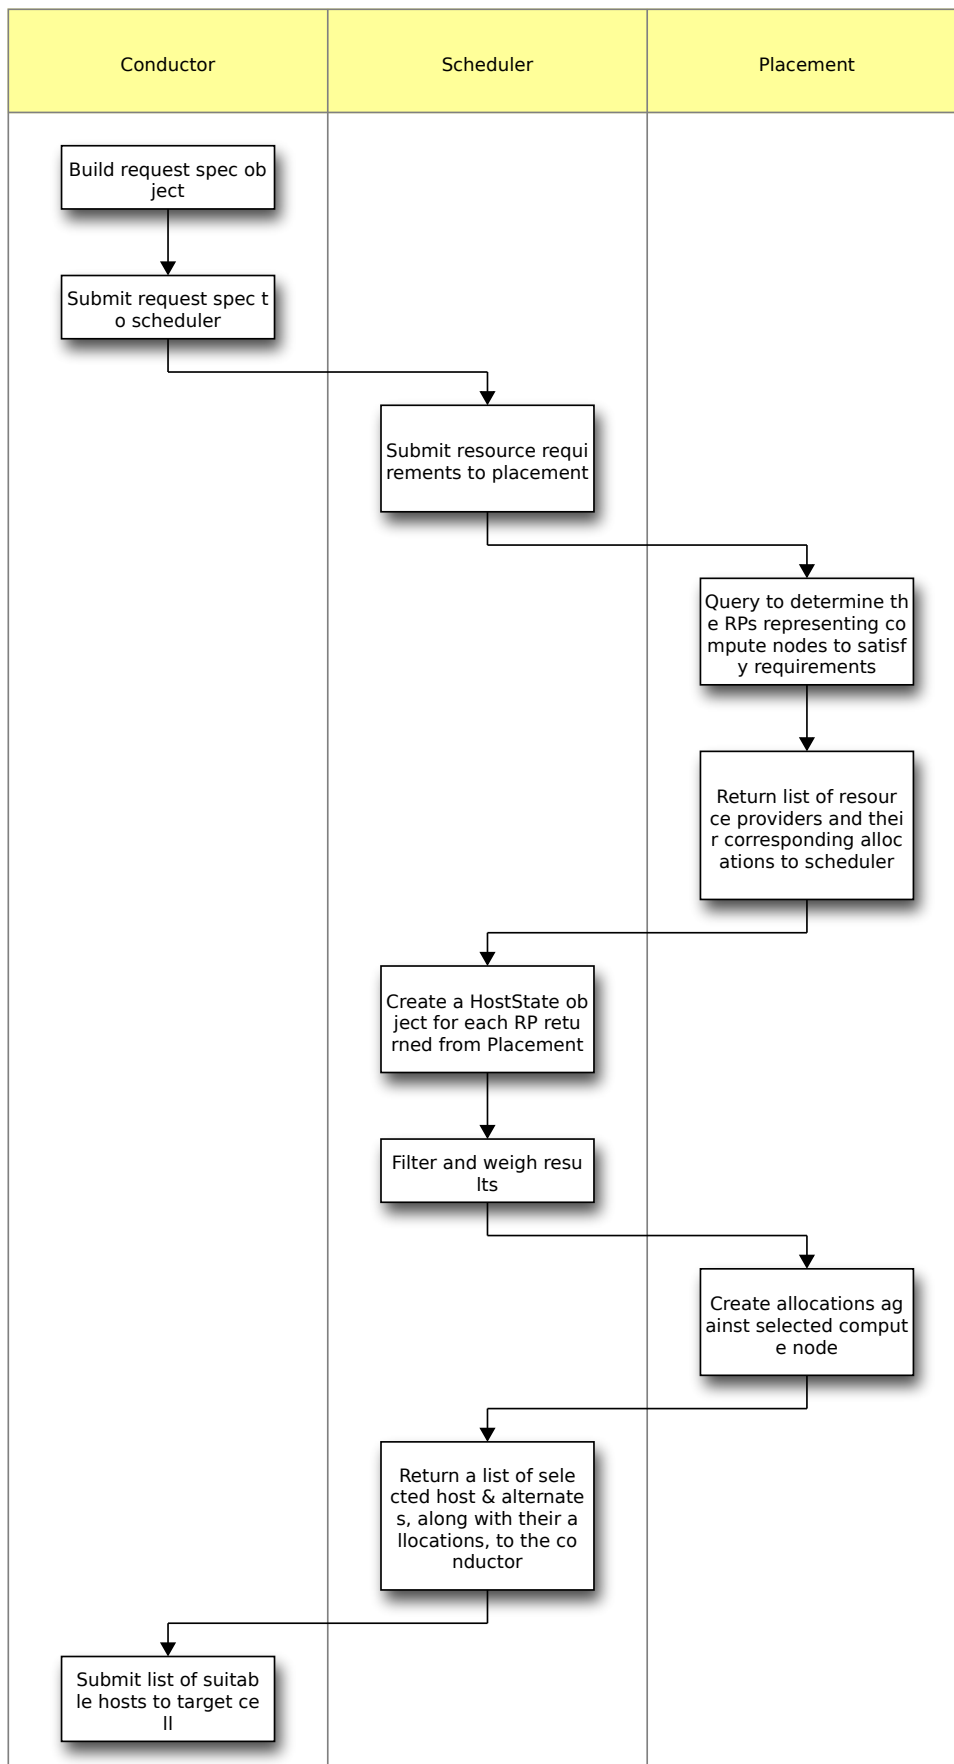 Conductor
Scheduler
Placement
Build request spec ob
ject
Submit request spec t
o scheduler
Submit resource requi
rements to placement
Query to determine th
e RPs representing co
mpute nodes to satisf
y requirements
Return list of resour
ce providers and thei
r corresponding alloc
ations to scheduler
Create a HostState ob
ject for each RP retu
rned from Placement
Filter and weigh resu
lts
Create allocations ag
ainst selected comput
e node
Return a list of sele
cted host & alternate
s, along with their a
llocations, to the co
nductor
Submit list of suitab
le hosts to target ce
ll